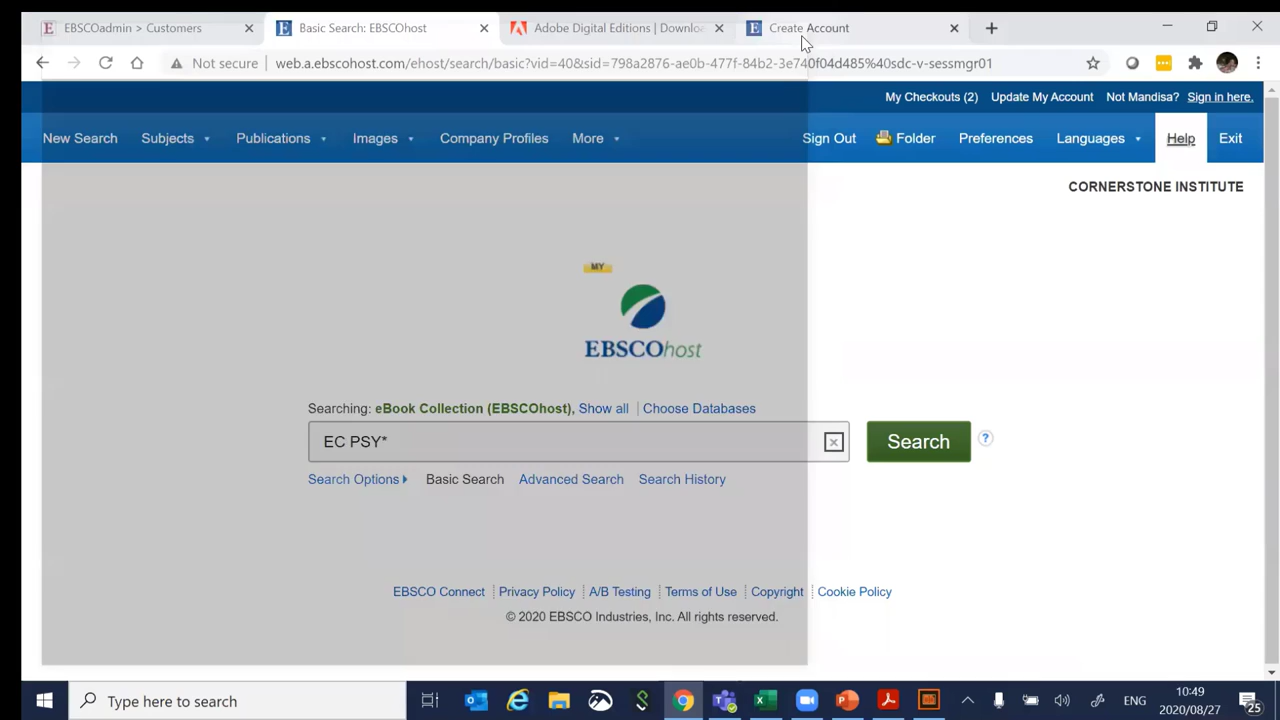 EBSCOadmin > Customers
Basic Search: EBSCOhost
Adobe Digital Editions | Downlo
Create Account
Not secure
web.a.ebscohost.com/ehost/search/basic?vid=40&sid=798a2876-ae0b-477f-84b2-3e740f04d485%40sdc-v-sessmgr01
My Checkouts (2) Update My Account Not Mandisa? Sign in here.
New Search Subjects Publications Images Company Profiles More Sign Out Folder Preferences Languages Help Exit
CORNERSTONE INSTITUTE
MY
EBSCOhost
Searching: eBook Collection (EBSCOhost), Show all | Choose Databases
EC PSY*
Search
?
Search Options Basic Search Advanced Search Search History
EBSCO Connect Privacy Policy A/B Testing Terms of Use Copyright Cookie Policy
© 2020 EBSCO Industries, Inc. All rights reserved.
Type here to search
ENG
10:49
2020/08/27
25